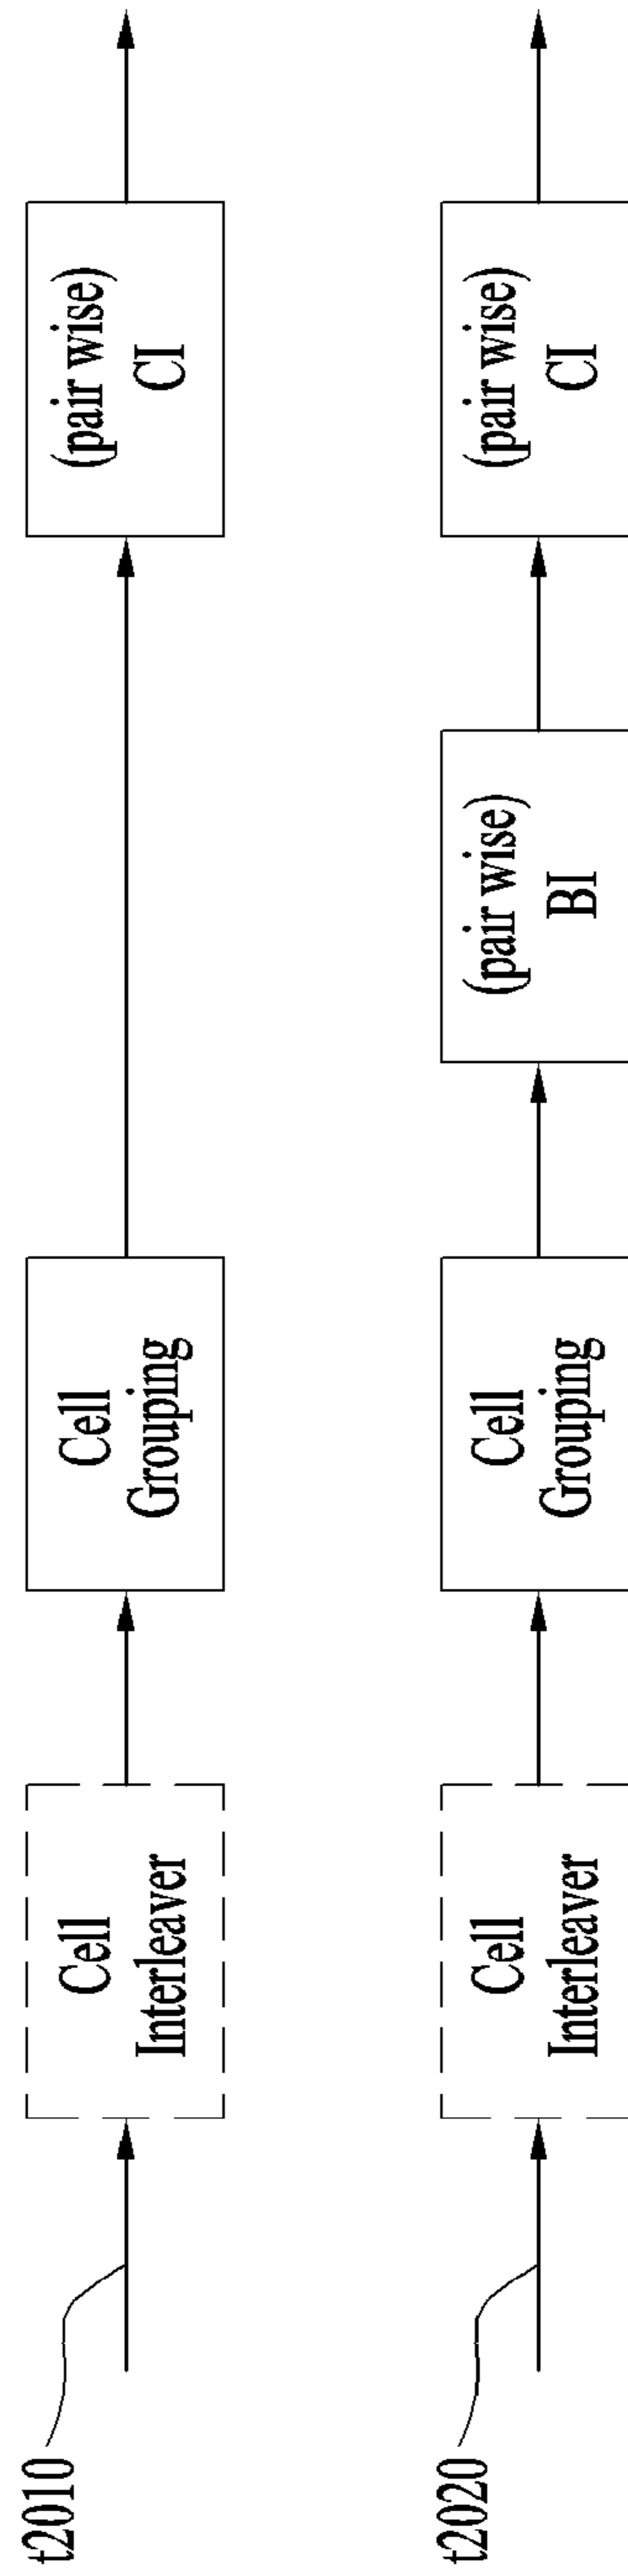 t2010
Cell
Interleaver
Cell
Grouping
(pair wise)
CI
t2020
Cell
Interleaver
Cell
Grouping
(pair wise)
BI
(pair wise)
CI